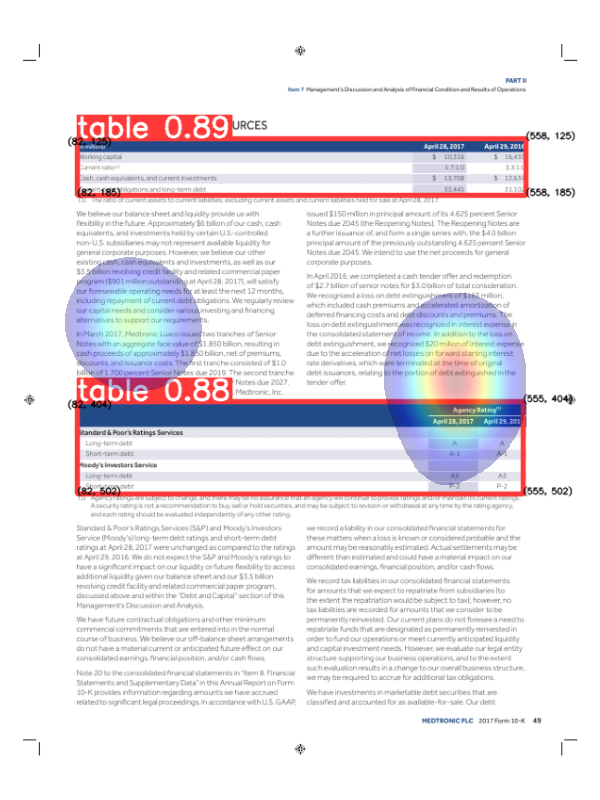 PART II
Item 7 Management's Discussion and Analysis of Financial Condition and Results of Operations
table 0.89 URCES
(82, 125) (558, 125)
April 28, 2017 April 29, 2016
Working capital $ 10,316 $ 16,435
Current ratio(1) 1.7:1.0 3.3:1.0
Cash, cash equivalents, and current investments $ 13,708 $ 12,634
obligations and long-term debt 33,441 31,102
(82, 185) (558, 185)
(1) The ratio of current assets to current liabilities, excluding current assets and current liabilities held for sale at April 28, 2017.
We believe our balance sheet and liquidity provide us with
flexibility in the future. Approximately $6 billion of our cash, cash
equivalents, and investments held by certain U.S.-controlled
non-U.S. subsidiaries may not represent available liquidity for
general corporate purposes. However, we believe our other
existing cash, cash equivalents and investments, as well as our
$3.5 billion revolving credit facility and related commercial paper
program ($901 million outstanding at April 28, 2017), will satisfy
our foreseeable operating needs for at least the next 12 months,
including repayment of current debt obligations. We regularly review
our capital needs and consider various investing and financing
alternatives to support our requirements.
In March 2017, Medtronic Luxco issued two tranches of Senior
Notes with an aggregate face value of $1.850 billion, resulting in
cash proceeds of approximately $1.850 billion, net of premiums,
discounts, and issuance costs. The first tranche consisted of $1.0
billion of 1.700 percent Senior Notes due 2019. The second tranche
Notes due 2027.
Medtronic, Inc.
issued $150 million in principal amount of its 4.625 percent Senior
Notes due 2045 (the Reopening Notes). The Reopening Notes are
a further issuance of, and form a single series with, the $4.0 billion
principal amount of the previously outstanding 4.625 percent Senior
Notes due 2045. We intend to use the net proceeds for general
corporate purposes.
In April 2016, we completed a cash tender offer and redemption
of $2.7 billion of senior notes for $3.0 billion of total consideration.
We recognized a loss on debt extinguishment of $163 million,
which included cash premiums and accelerated amortization of
deferred financing costs and debt discounts and premiums. The
loss on debt extinguishment was recognized in interest expense in
the consolidated statement of income. In addition to the loss on
debt extinguishment, we recognized $20 million of interest expense
due to the acceleration of net losses on forward starting interest
rate derivatives, which were terminated at the time of original
debt issuances, relating to the portion of debt extinguished in the
tender offer.
table 0.88
(82, 404) (555, 404)
Agency Rating(1)
April 28, 2017 April 29, 201
Standard & Poor's Ratings Services
Long-term debt A A
Short-term debt A-1 A-1
Moody's Investors Service
Long-term debt A3 A3
Short-term debt P-2 P-2
(82, 502) (555, 502)
(1) Agency ratings are subject to change, and there may be no assurance that an agency will continue to provide ratings and/or maintain its current ratings.
A security rating is not a recommendation to buy, sell or hold securities, and may be subject to revision or withdrawal at any time by the rating agency,
and each rating should be evaluated independently of any other rating.
Standard & Poor's Ratings Services (S&P) and Moody's Investors
Service (Moody's) long-term debt ratings and short-term debt
ratings at April 28, 2017 were unchanged as compared to the ratings
at April 29, 2016. We do not expect the S&P and Moody's ratings to
have a significant impact on our liquidity or future flexibility to access
additional liquidity given our balance sheet and our $3.5 billion
revolving credit facility and related commercial paper program,
discussed above and within the "Debt and Capital" section of this
Management's Discussion and Analysis.
We have future contractual obligations and other minimum
commercial commitments that are entered into in the normal
course of business. We believe our off-balance sheet arrangements
do not have a material current or anticipated future effect on our
consolidated earnings, financial position, and/or cash flows.
Note 20 to the consolidated financial statements in "Item 8. Financial
Statements and Supplementary Data" in this Annual Report on Form
10-K provides information regarding amounts we have accrued
related to significant legal proceedings. In accordance with U.S. GAAP,
we record a liability in our consolidated financial statements for
these matters when a loss is known or considered probable and the
amount may be reasonably estimated. Actual settlements may be
different than estimated and could have a material impact on our
consolidated earnings, financial position, and/or cash flows.
We record tax liabilities in our consolidated financial statements
for amounts that we expect to repatriate from subsidiaries (to
the extent the repatriation would be subject to tax); however, no
tax liabilities are recorded for amounts that we consider to be
permanently reinvested. Our current plans do not foresee a need to
repatriate funds that are designated as permanently reinvested in
order to fund our operations or meet currently anticipated liquidity
and capital investment needs. However, we evaluate our legal entity
structure supporting our business operations, and to the extent
such evaluation results in a change to our overall business structure,
we may be required to accrue for additional tax obligations.
We have investments in marketable debt securities that are
classified and accounted for as available-for-sale. Our debt
MEDTRONIC PLC 2017 Form 10-K 49